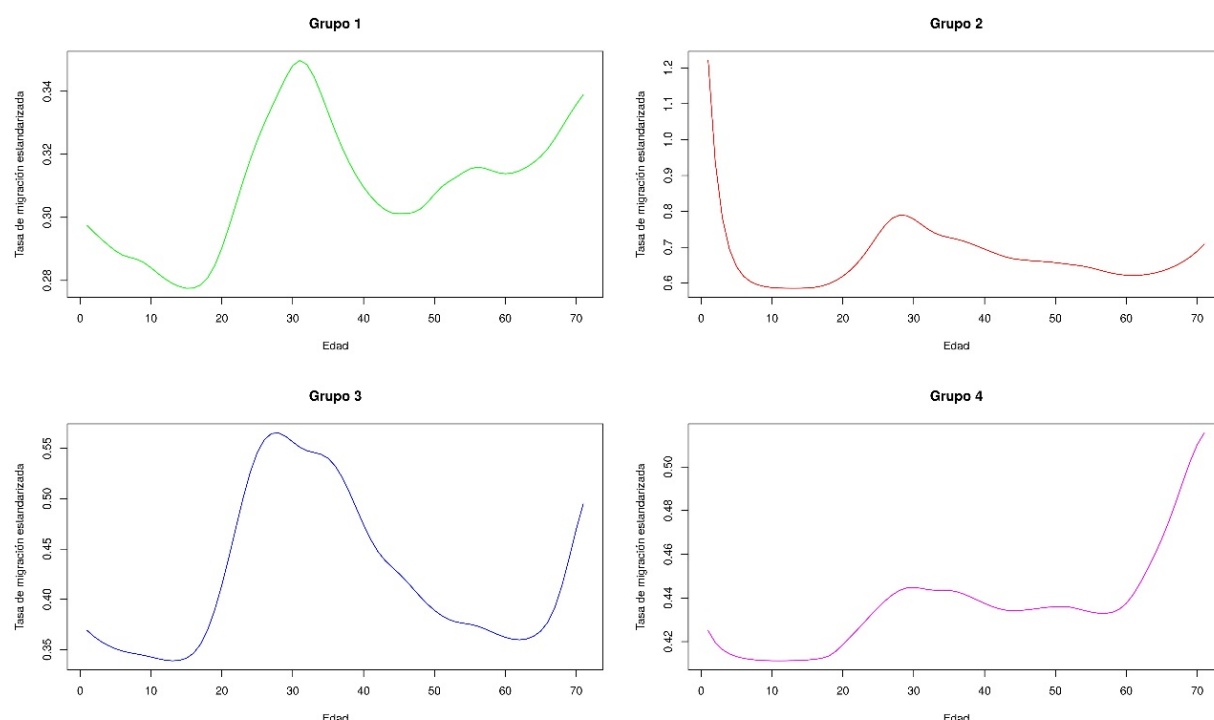 Grupo 1
Tasa de migración estandarizada
0.34
0.32
0.30
0.28
0 10 20 30 40 50 60 70
Edad
Grupo 2
Tasa de migración estandarizada
1.2
1.1
1.0
0.9
0.8
0.7
0.6
0 10 20 30 40 50 60 70
Edad
Grupo 3
Tasa de migración estandarizada
0.55
0.50
0.45
0.40
0.35
0 10 20 30 40 50 60 70
Edad
Grupo 4
Tasa de migración estandarizada
0.50
0.48
0.46
0.44
0.42
0 10 20 30 40 50 60 70
Edad